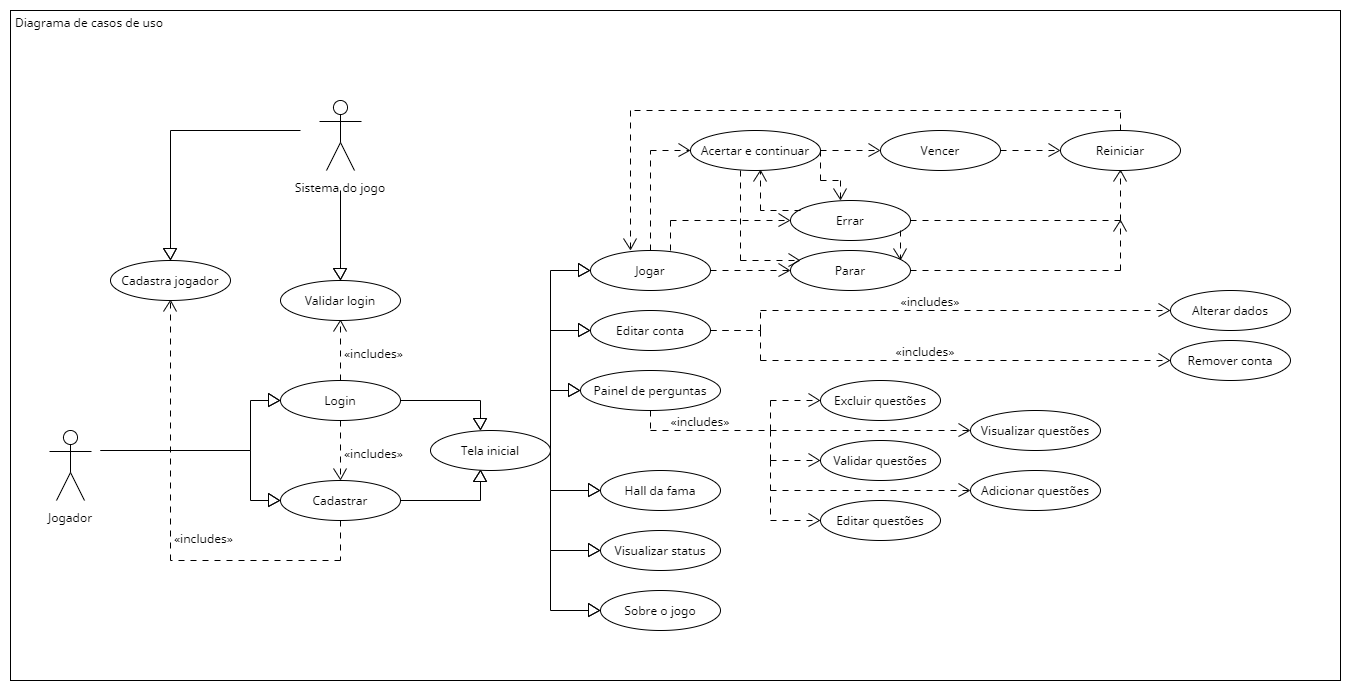 Diagrama de casos de uso
Sistema do jogo
Acertar e continuar
Vencer
Reiniciar
Errar
Cadastra jogador
Validar login
Jogar
Parar
«includes»
Alterar dados
Editar conta
«includes»
«includes»
Remover conta
Login
Painel de perguntas
Excluir questões
«includes»
Visualizar questões
Jogador
«includes»
Tela inicial
Validar questões
Cadastrar
Hall da fama
Adicionar questões
Editar questões
«includes»
Visualizar status
Sobre o jogo